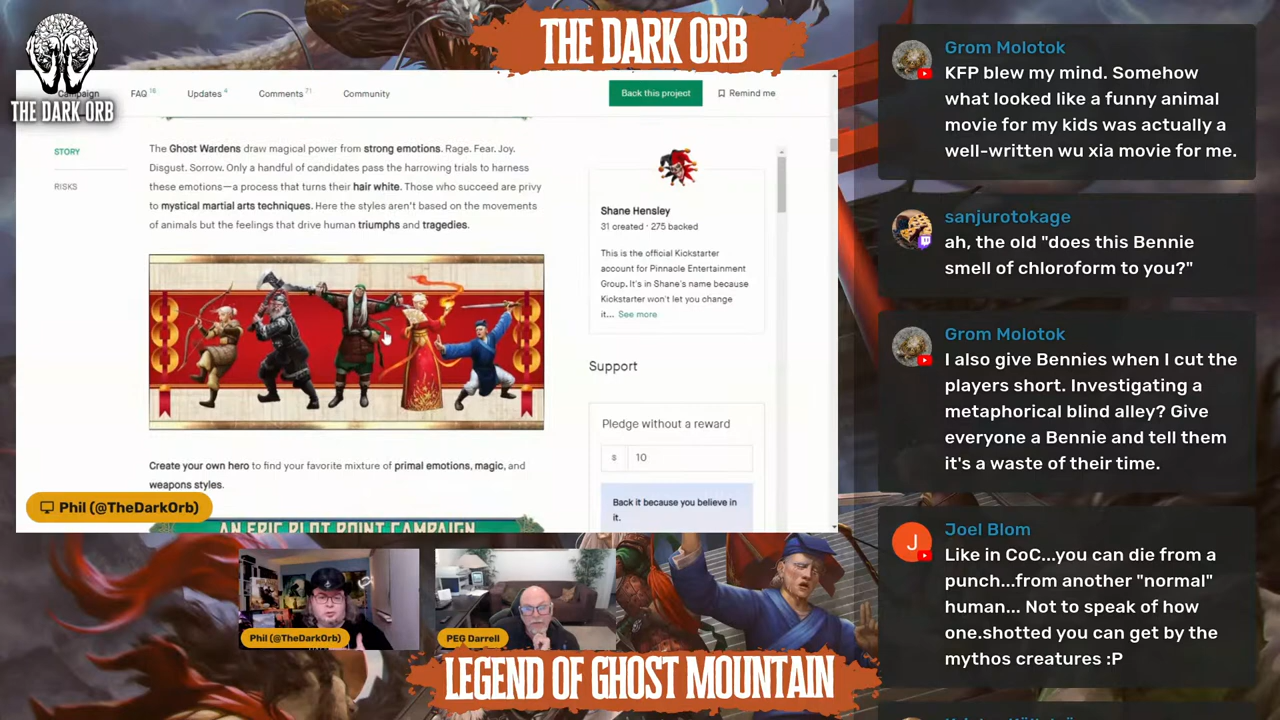 THE DARK ORB
THE DARK ORB
Campaign
FAQ 18
Updates 4
Comments 71
Community
Back this project
Remind me
STORY
RISKS
The Ghost Wardens draw magical power from strong emotions. Rage. Fear. Joy.
Disgust. Sorrow. Only a handful of candidates pass the harrowing trials to harness
these emotions—a process that turns their hair white. Those who succeed are privy
to mystical martial arts techniques. Here the styles aren't based on the movements
of animals but the feelings that drive human triumphs and tragedies.
Create your own hero to find your favorite mixture of primal emotions, magic, and
weapons styles.
AN EPIC PLOT POINT CAMPAIGN
Shane Hensley
31 created · 275 backed
This is the official Kickstarter
account for Pinnacle Entertainment
Group. It's in Shane's name because
Kickstarter won't let you change
it... See more
Support
Pledge without a reward
$ 10
Back it because you believe in
it.
Phil (@TheDarkOrb)
Phil (@TheDarkOrb)
PEG Darrell
LEGEND OF GHOST MOUNTAIN
Grom Molotok
KFP blew my mind. Somehow
what looked like a funny animal
movie for my kids was actually a
well-written wu xia movie for me.
sanjurotokage
ah, the old "does this Bennie
smell of chloroform to you?"
Grom Molotok
I also give Bennies when I cut the
players short. Investigating a
metaphorical blind alley? Give
everyone a Bennie and tell them
it's a waste of their time.
J
Joel Blom
Like in CoC...you can die from a
punch...from another "normal"
human... Not to speak of how
one.shotted you can get by the
mythos creatures :P